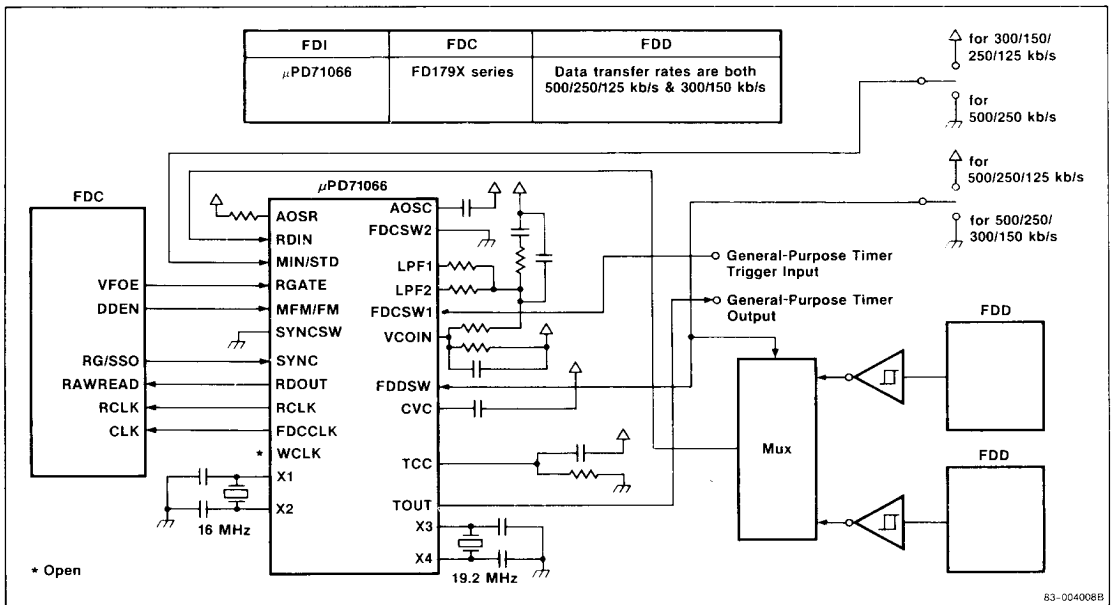 FDI FDC FDD
µPD71066 FD179X series Data transfer rates are both
500/250/125 kb/s & 300/150 kb/s
for 300/150/
250/125 kb/s
for
500/250 kb/s
for
500/250/125 kb/s
for 500/250/
300/150 kb/s
FDC
VFOE
DDEN
RG/SSO
RAWREAD
RCLK
CLK
µPD71066
AOSR
RDIN
MIN/STD
RGATE
MFM/FM
SYNCSW
SYNC
RDOUT
RCLK
FDCCLK
* WCLK
X1
X2
16 MHz
AOSC
FDCSW2
LPF1
LPF2
FDCSW1
VCOIN
FDDSW
CVC
TCC
TOUT
X3
X4
19.2 MHz
General-Purpose Timer
Trigger Input
General-Purpose Timer
Output
Mux
FDD
FDD
* Open
83-004008B